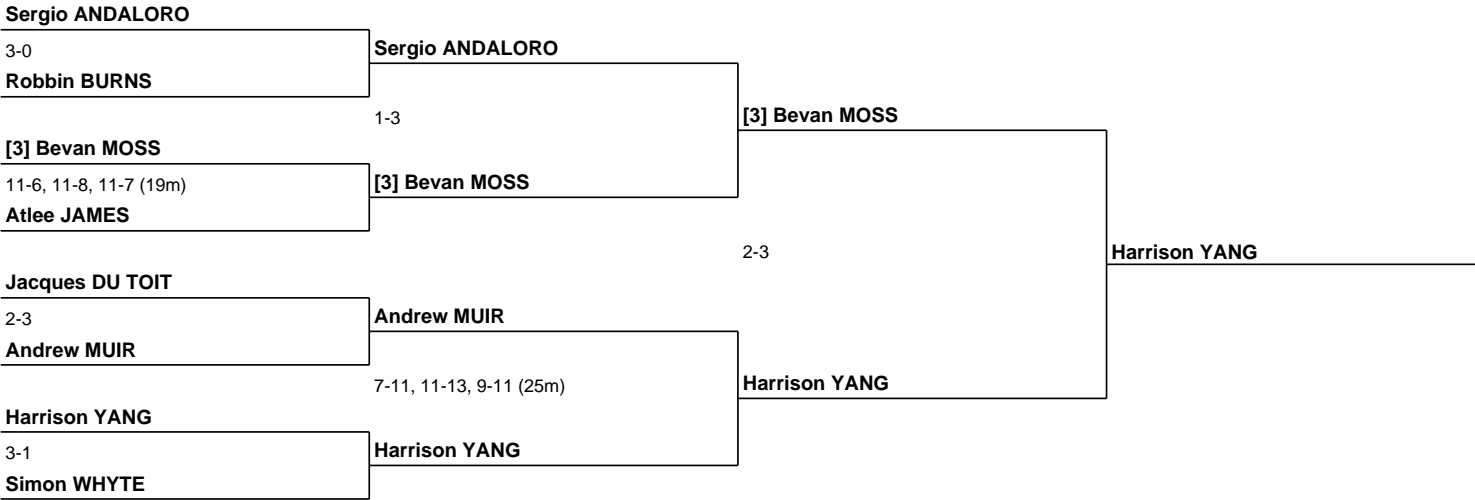 Sergio ANDALORO
3-0
Robbin BURNS
Sergio ANDALORO
1-3
[3] Bevan MOSS
[3] Bevan MOSS
11-6, 11-8, 11-7 (19m)
Atlee JAMES
[3] Bevan MOSS
2-3
Harrison YANG
Jacques DU TOIT
2-3
Andrew MUIR
Andrew MUIR
7-11, 11-13, 9-11 (25m)
Harrison YANG
Harrison YANG
3-1
Simon WHYTE
Harrison YANG